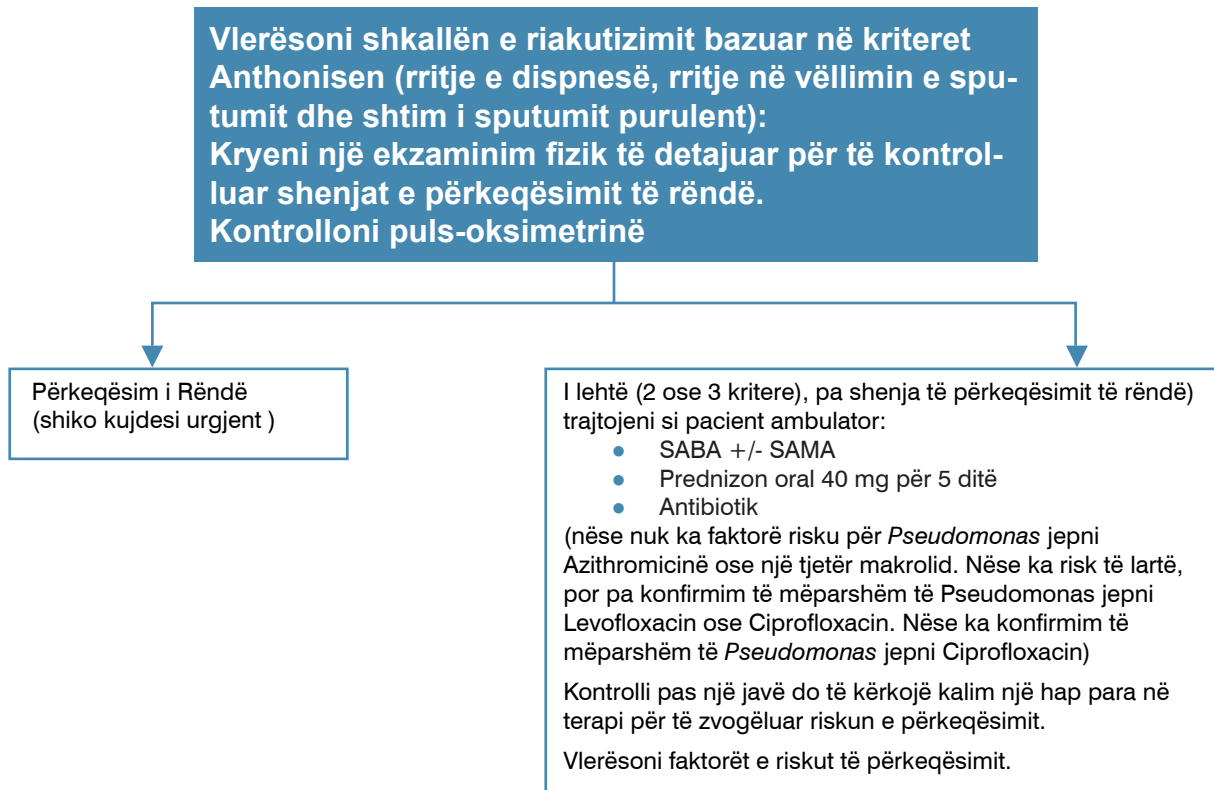 Vlerësoni shkallën e riakutizimit bazuar në kriteret
Anthonisen (rritje e dispnesë, rritje në vëllimin e spu-
tumit dhe shtim i sputumit purulent):
Kryeni një ekzaminim fizik të detajuar për të kontrol-
luar shenjat e përkeqësimit të rëndë.
Kontrolloni puls-oksimetrinë
Përkeqësim i Rëndë
(shiko kujdesi urgjent )
I lehtë (2 ose 3 kritere), pa shenja të përkeqësimit të rëndë)
trajtojeni si pacient ambulator:
● SABA +/- SAMA
● Prednizon oral 40 mg për 5 ditë
● Antibiotik
(nëse nuk ka faktorë risku për Pseudomonas jepni
Azithromicinë ose një tjetër makrolid. Nëse ka risk të lartë,
por pa konfirmim të mëparshëm të Pseudomonas jepni
Levofloxacin ose Ciprofloxacin. Nëse ka konfirmim të
mëparshëm të Pseudomonas jepni Ciprofloxacin)
Kontrolli pas një javë do të kërkojë kalim një hap para në
terapi për të zvogëluar riskun e përkeqësimit.
Vlerësoni faktorët e riskut të përkeqësimit.